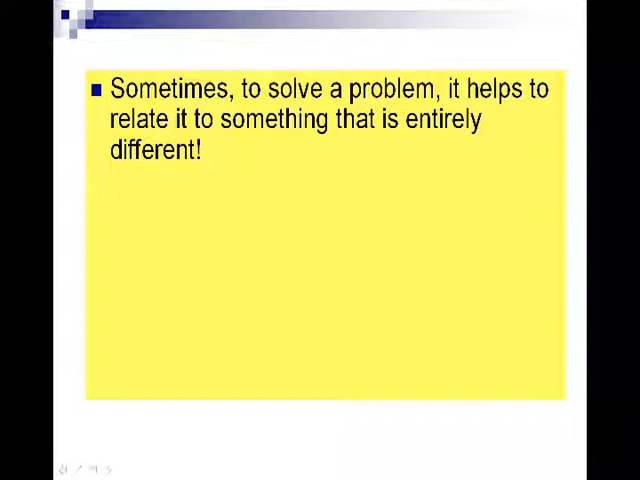 Sometimes, to solve a problem, it helps to
relate it to something that is entirely
different!